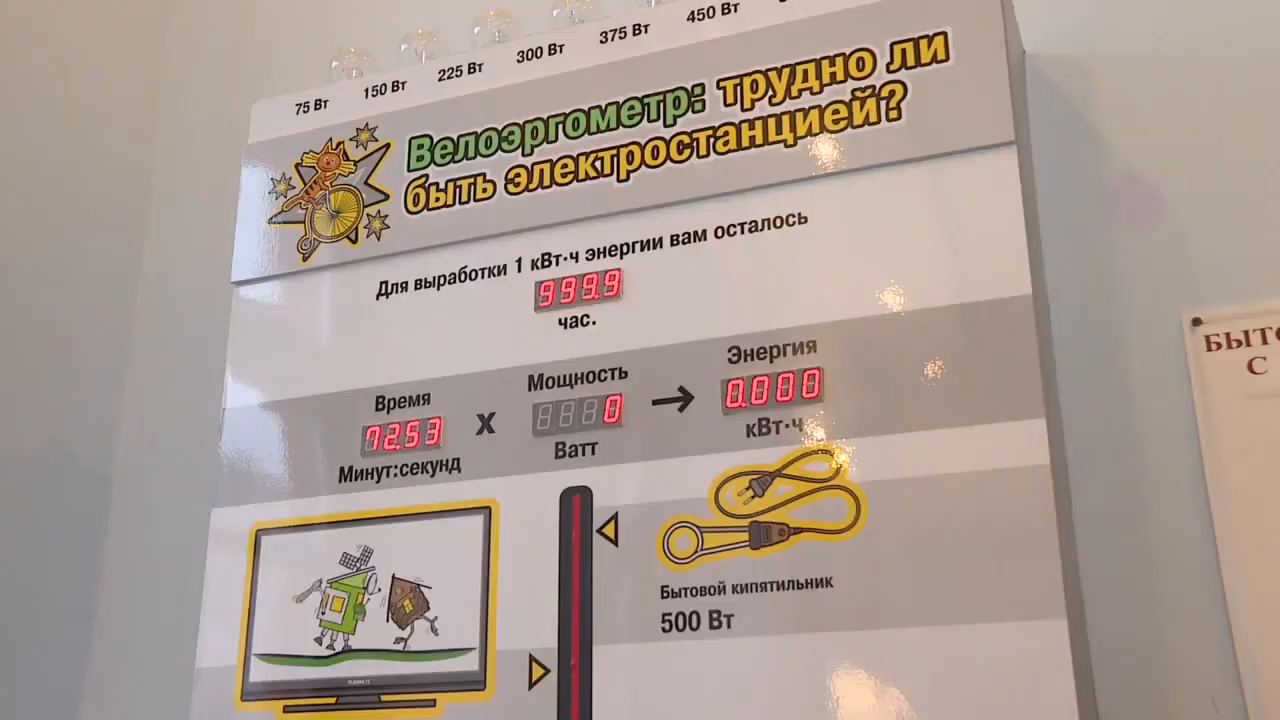 75 Вт 150 Вт 225 Вт 300 Вт 375 Вт 450 Вт
Велоэргометр: трудно ли
быть электростанцией?
Для выработки 1 кВт·ч энергии вам осталось
999.9
час.
Время
72.53
Минут:секунд
x
Мощность
0
Ватт
→
Энергия
0.000
кВт·ч
Бытовой кипятильник
500 Вт
БЫТО
С